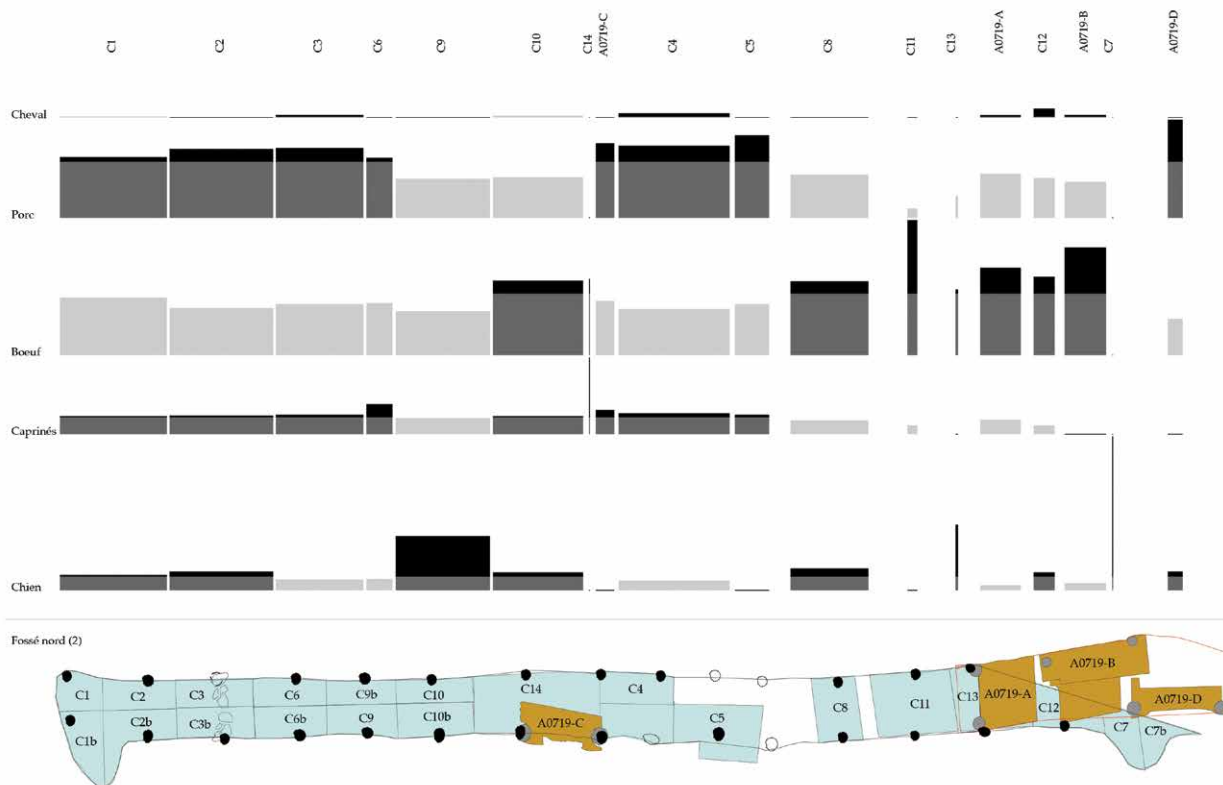 C1 C2 C3 C6 C9 C10 C14 A0719-C C4 C5 C8 C11 C13 A0719-A C12 A0719-B C7 A0719-D
Cheval
Porc
Boeuf
Caprinés
Chien
Fossé nord (2)
C1 C2 C3 C6 C9b C10 C14 C4 C8 C11 C13 A0719-A A0719-B
C1b C2b C3b C6b C9 C10b A0719-C C5 C12 C7 A0719-D
C7b